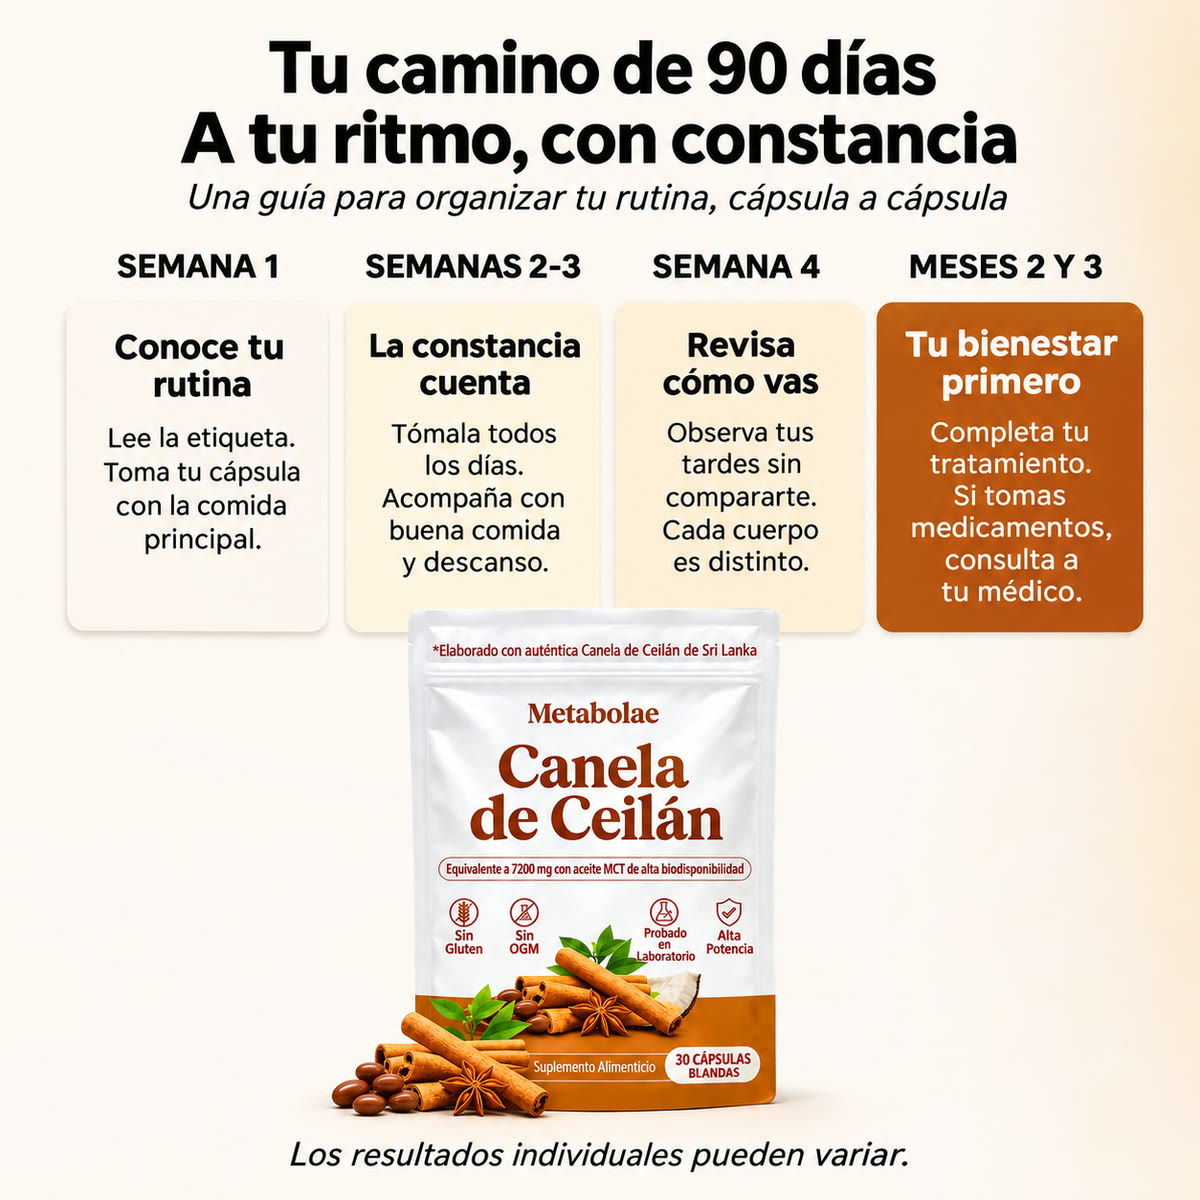 Tu camino de 90 días
A tu ritmo, con constancia
Una guía para organizar tu rutina, cápsula a cápsula
SEMANA 1
Conoce tu
rutina
Lee la etiqueta.
Toma tu cápsula
con la comida
principal.
SEMANAS 2-3
La constancia
cuenta
Tómala todos
los días.
Acompaña con
buena comida
y descanso.
SEMANA 4
Revisa
cómo vas
Observa tus
tardes sin
compararte.
Cada cuerpo
es distinto.
MESES 2 Y 3
Tu bienestar
primero
Completa tu
tratamiento.
Si tomas
medicamentos,
consulta a
tu médico.
*Elaborado con auténtica Canela de Ceilán de Sri Lanka
Metabolae
Canela
de Ceilán
Equivalente a 7200 mg con aceite MCT de alta biodisponibilidad
Sin
Gluten
Sin
OGM
Probado
en
Laboratorio
Alta
Potencia
Suplemento Alimenticio
30 CÁPSULAS
BLANDAS
Los resultados individuales pueden variar.